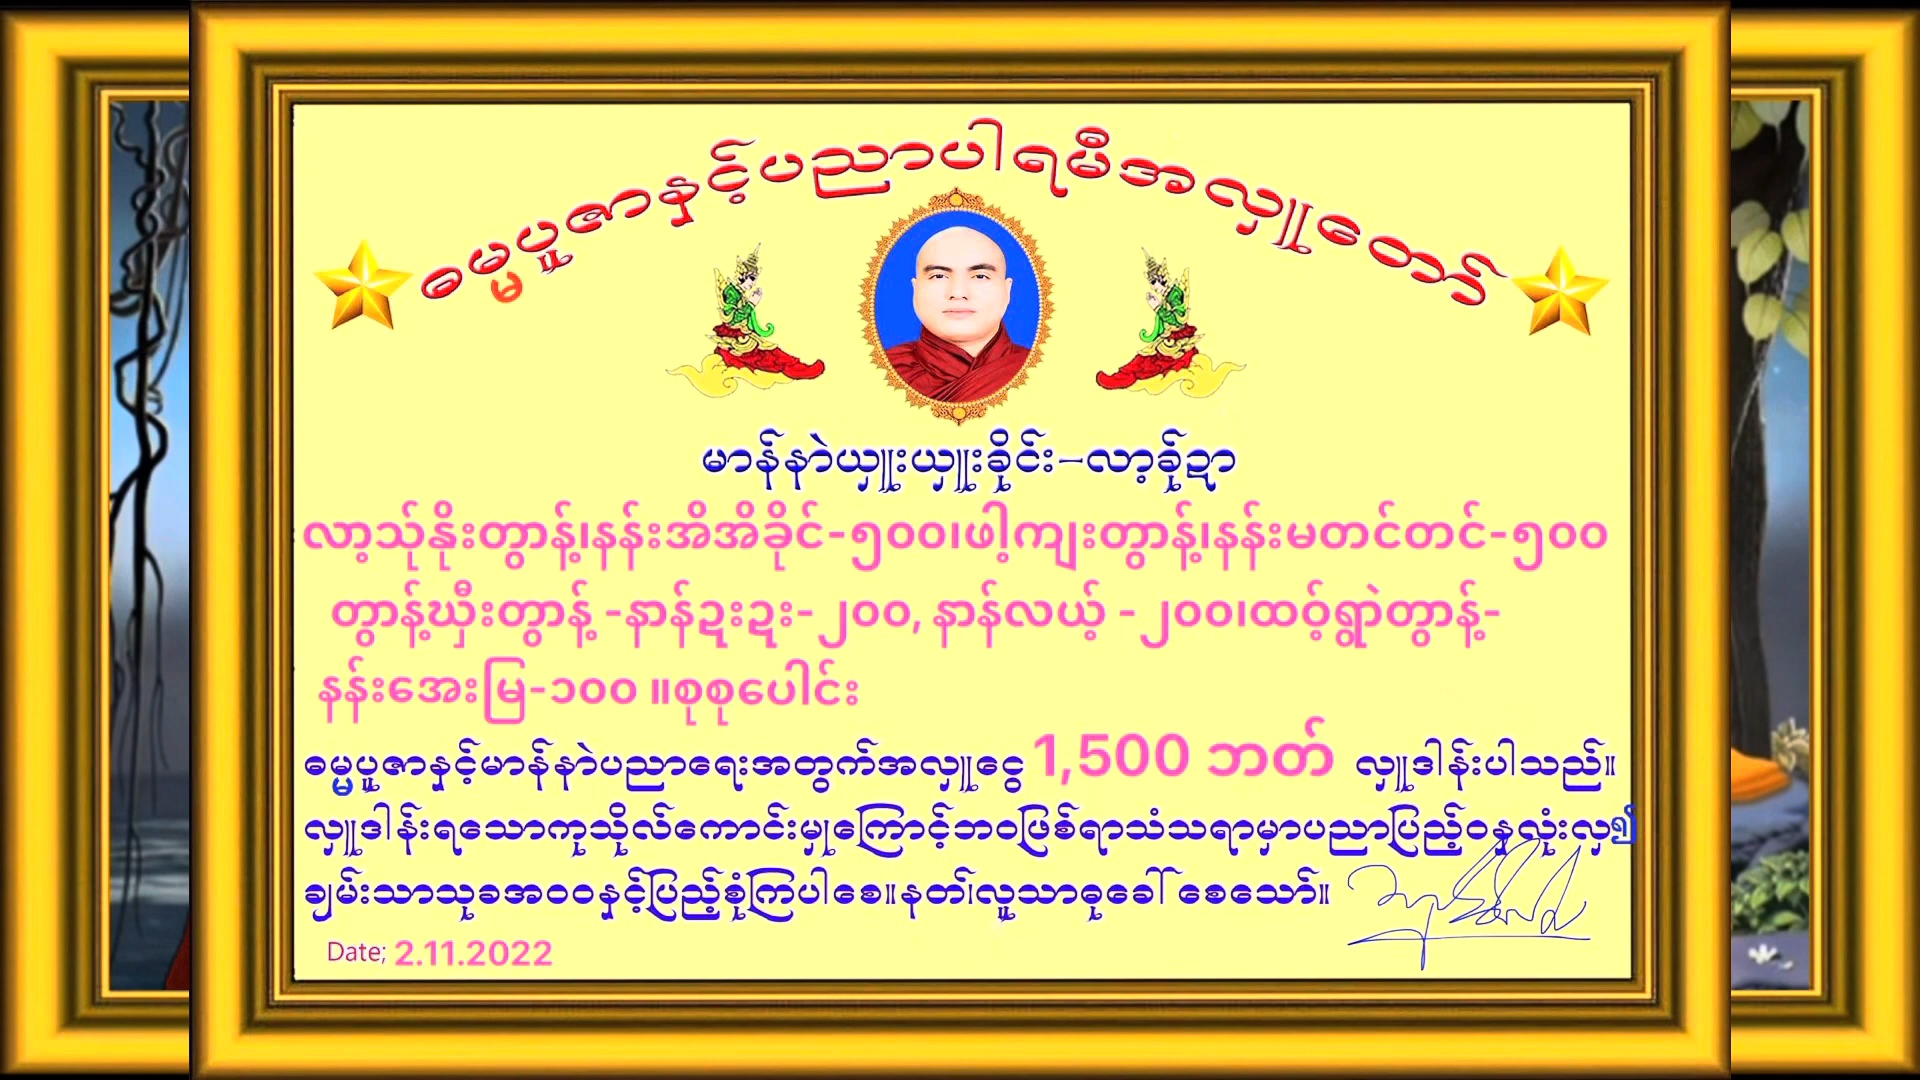 ဓမ္မပူဇာနှင့်ပညာပါရမီအလှူတော်
မာန်နာဲယှူးယှူးခိုင်း-လာ့ခ်ုဍာ
လာ့သ်ုနိုးတွာန့်၊နန်းအိအိခိုင်-၅၀၀၊ဖါ့ကျးတွာန့်၊နန်းမတင်တင်-၅၀၀
တွာန့်ဃှီးတွာန့် -နာန်ဍးဍး-၂၀၀, နာန်လယ့် -၂၀၀၊ထဝ့်ရွာဲတွာန့်-
နန်းအေးမြ-၁၀၀ ။စုစုပေါင်း
ဓမ္မပူဇာနှင့်မာန်နာဲပညာရေးအတွက်အလှူငွေ 1,500 ဘတ် လှူဒါန်းပါသည်။
လှူဒါန်းရသောကုသိုလ်ကောင်းမှုကြောင့်ဘဝဖြစ်ရာသံသရာမှာပညာပြည့်ဝနှလုံးလှ၍
ချမ်းသာသုခအဝဝနှင့်ပြည့်စုံကြပါစေ။နတ်၊လူသာဓုခေါ် စေသော်။
Date; 2.11.2022